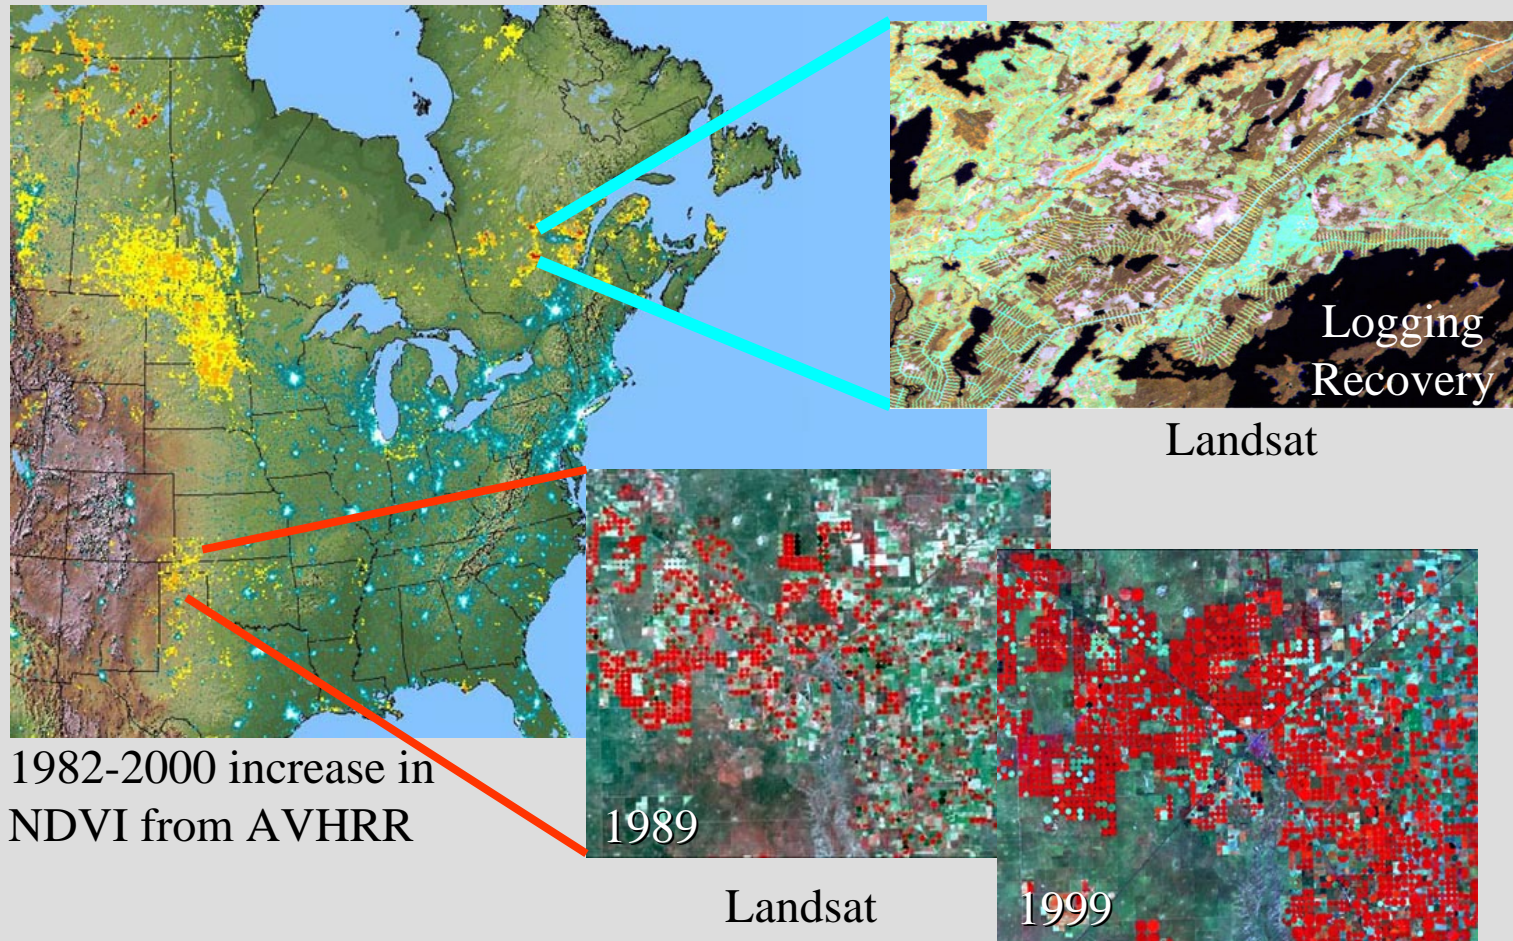 Logging
Recovery
Landsat
1982-2000 increase in
NDVI from AVHRR
1989
1999
Landsat